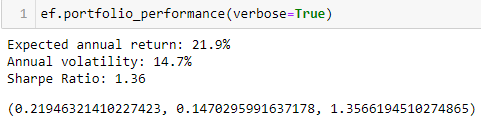 1 ef.portfolio_performance(verbose=True)
Expected annual return: 21.9%
Annual volatility: 14.7%
Sharpe Ratio: 1.36
(0.21946321410227423, 0.1470295991637178, 1.3566194510274865)